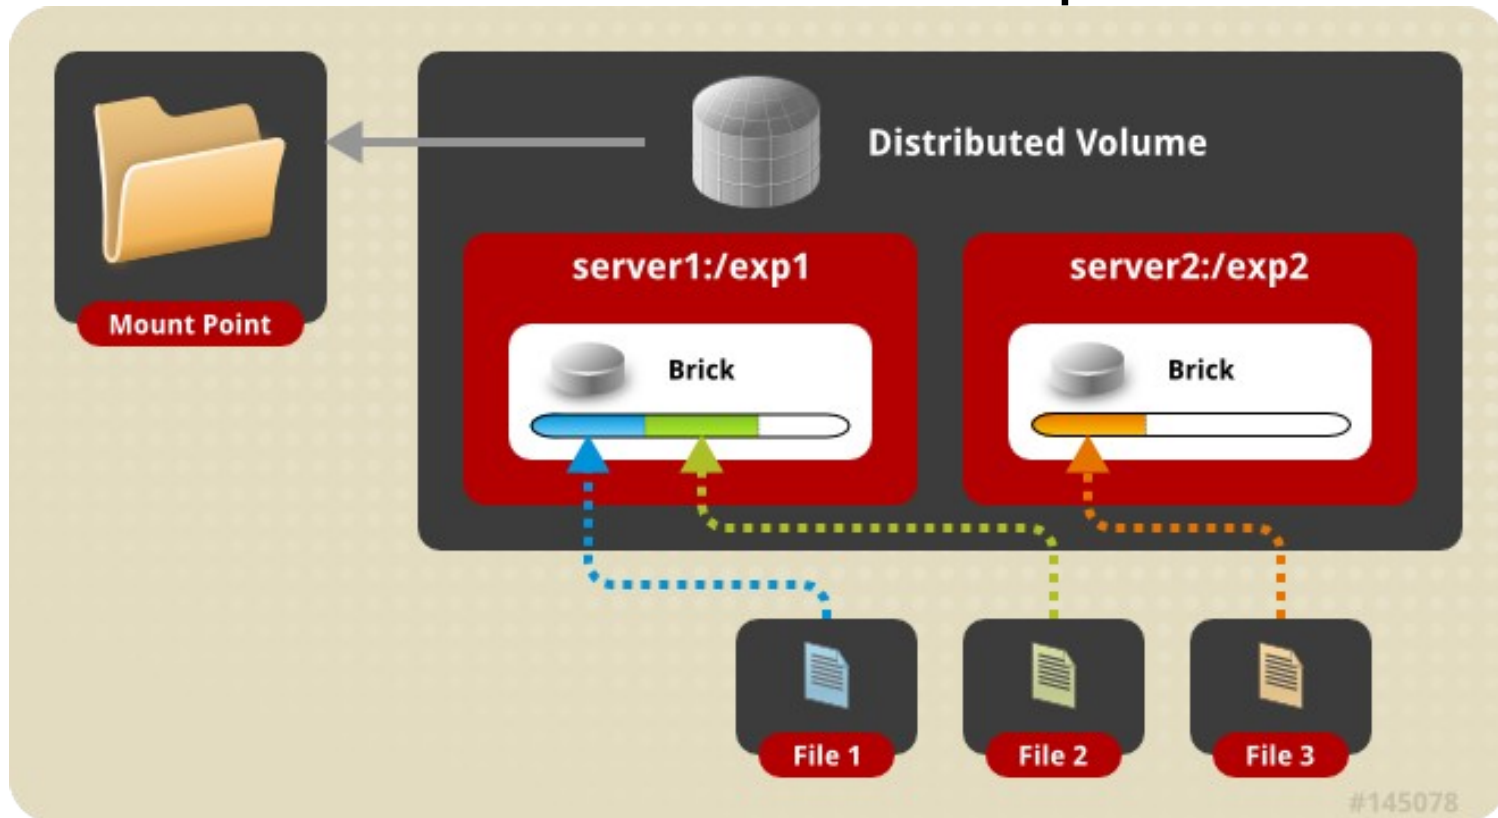 Distributed Volume
server1:/exp1
server2:/exp2
Mount Point
Brick
Brick
File 1
File 2
File 3
#145078